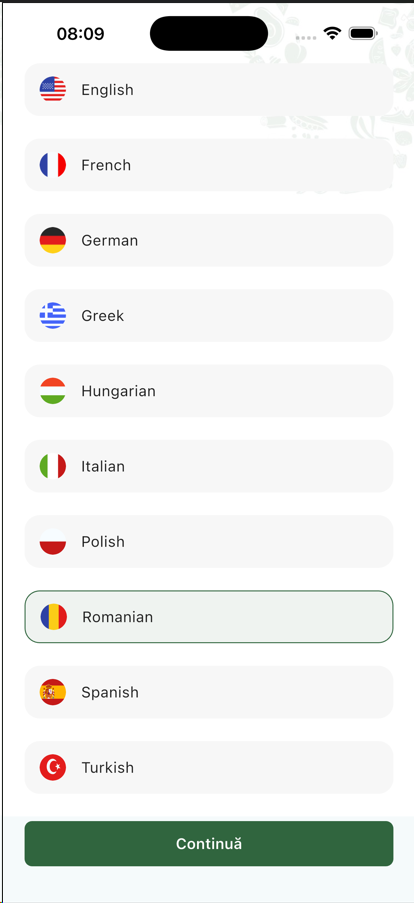 08:09
English
French
German
Greek
Hungarian
Italian
Polish
Romanian
Spanish
Turkish
Continuă